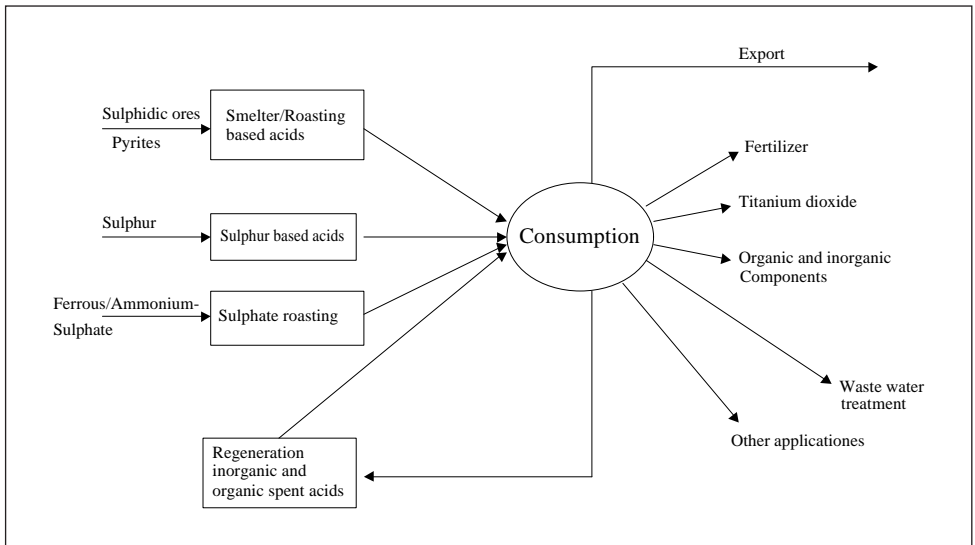 Export
Sulphidic ores
Pyrites
Smelter/Roasting
based acids
Fertilizer
Titanium dioxide
Sulphur
Sulphur based acids
Consumption
Organic and inorganic
Components
Ferrous/Ammonium-
Sulphate
Sulphate roasting
Waste water
treatment
Other applicationes
Regeneration
inorganic and
organic spent acids